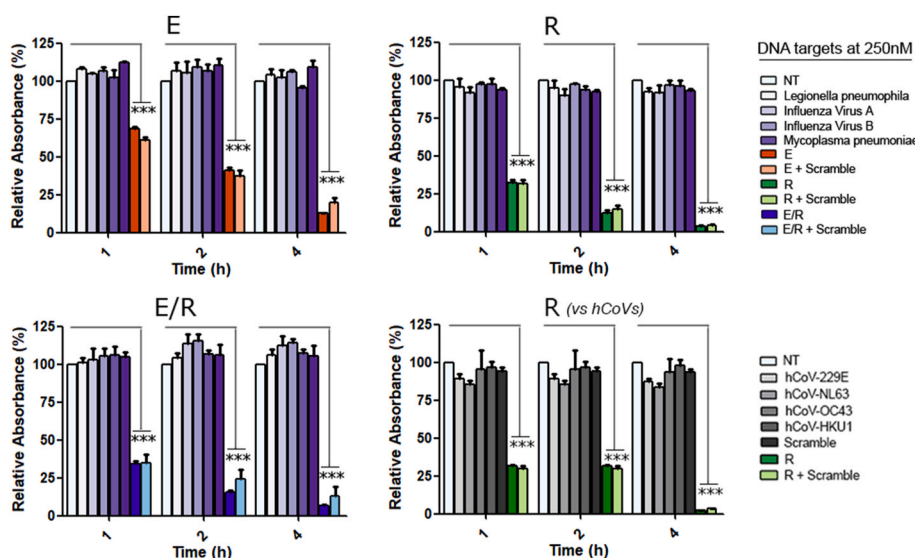 E
Relative Absorbance (%)
125
100
75
50
25
0
***
***
***
1
2
4
Time (h)
R
Relative Absorbance (%)
125
100
75
50
25
0
***
***
***
1
2
4
Time (h)
DNA targets at 250nM
NT
Legionella pneumophila
Influenza Virus A
Influenza Virus B
Mycoplasma pneumoniae
E
E + Scramble
R
R + Scramble
E/R
E/R + Scramble
E/R
Relative Absorbance (%)
125
100
75
50
25
0
***
***
***
1
2
4
Time (h)
R (vs hCoVs)
Relative Absorbance (%)
125
100
75
50
25
0
***
***
***
1
2
4
Time (h)
NT
hCoV-229E
hCoV-NL63
hCoV-OC43
hCoV-HKU1
Scramble
R
R + Scramble